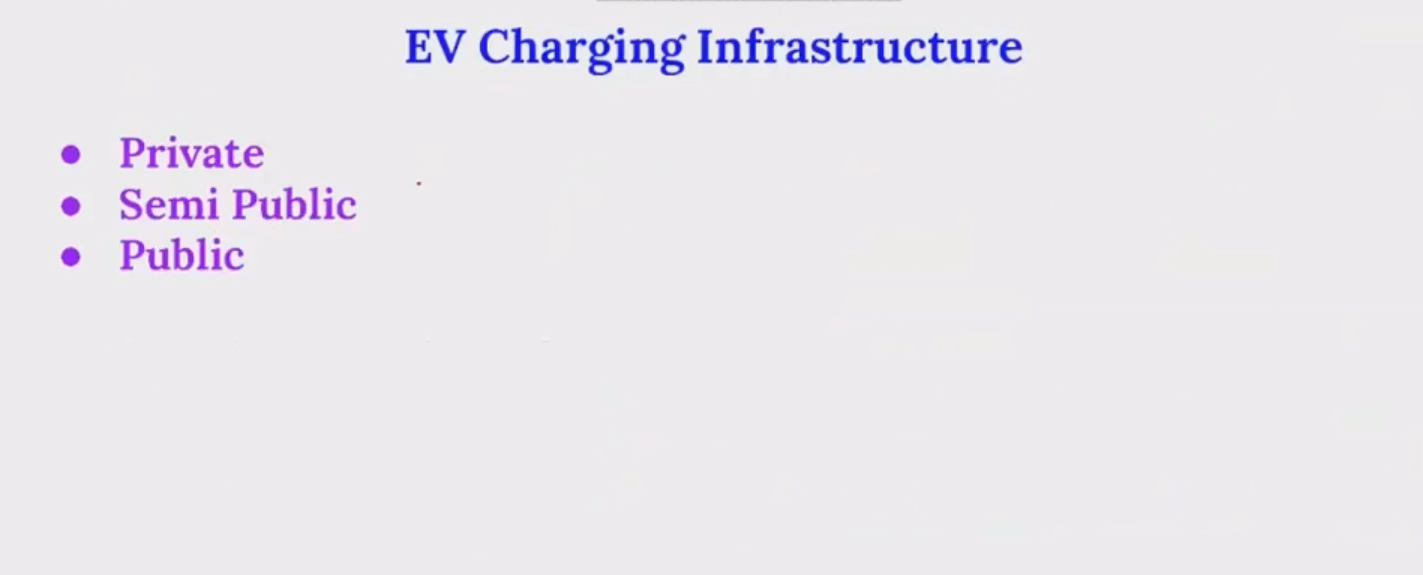 EV Charging Infrastructure
● Private
● Semi Public
● Public